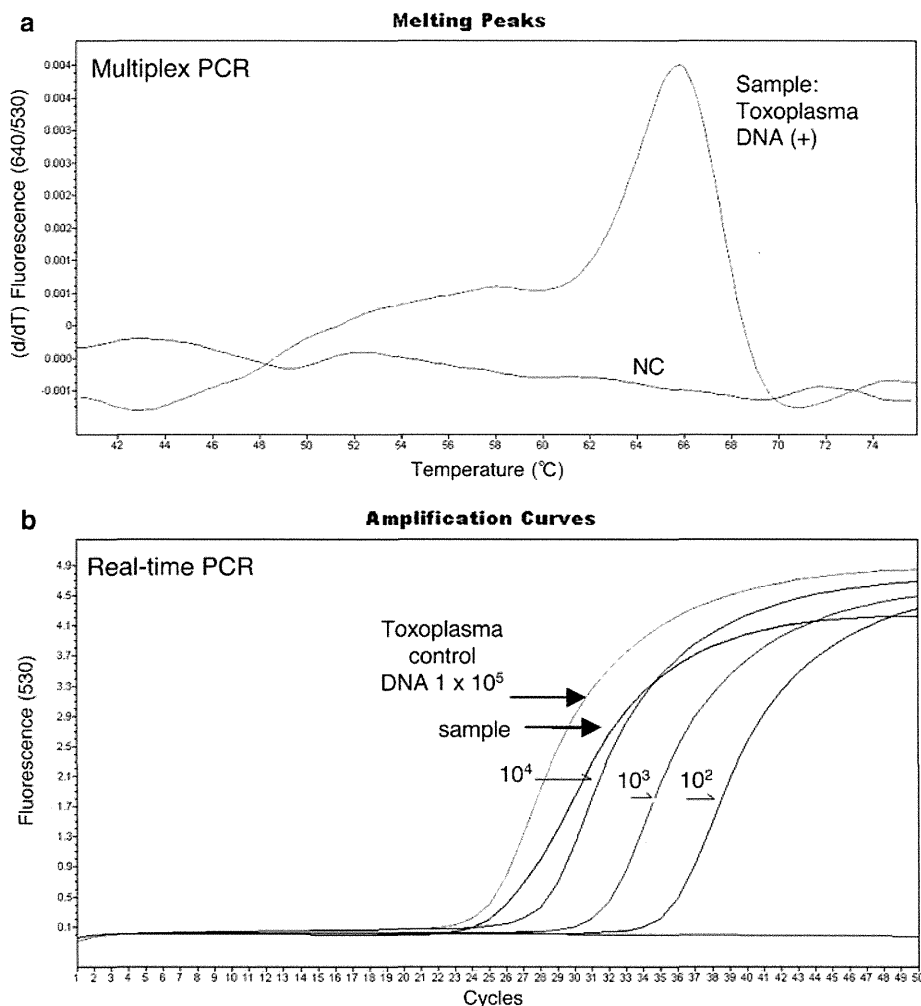 a
Melting Peaks
Multiplex PCR
Sample:
Toxoplasma
DNA (+)
NC
(d/dT) Fluorescence (640/530)
0.004
0.004
0.003
0.003
0.002
0.002
0.001
0.001
0
0.000
-0.001
42 44 46 48 50 52 54 56 58 60 62 64 66 68 70 72 74
Temperature (℃)
b
Amplification Curves
Real-time PCR
Toxoplasma
control
DNA 1 x 10⁵
sample
10⁴
10³
10²
Fluorescence (530)
4.9
4.5
4.1
3.7
3.3
2.9
2.5
2.1
1.7
1.3
0.9
0.5
0.1
1 2 3 4 5 6 7 8 9 10 11 12 13 14 15 16 17 18 19 20 21 22 23 24 25 26 27 28 29 30 31 32 33 34 35 36 37 38 39 40 41 42 43 44 45 46 47 48 49 50
Cycles